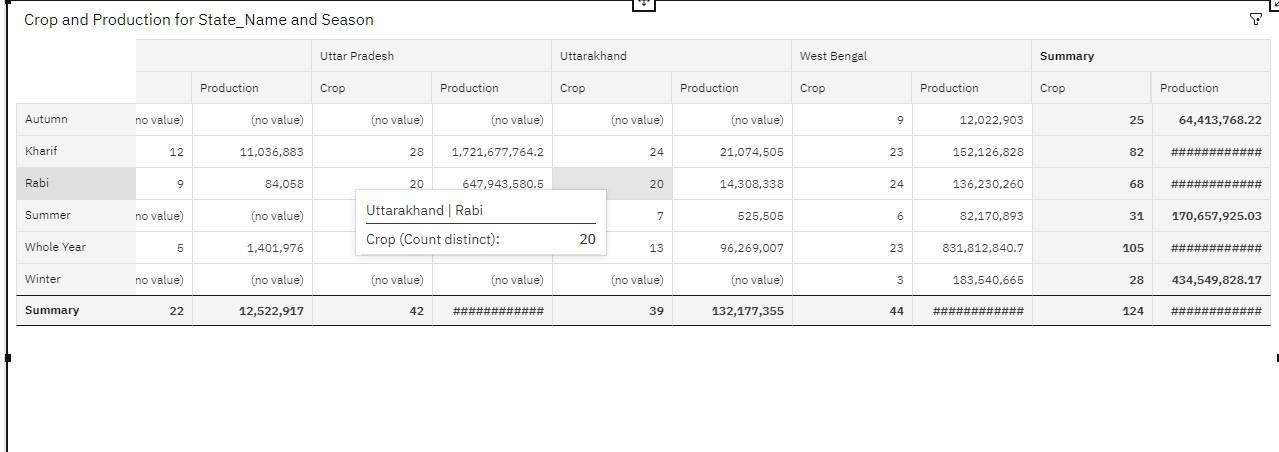 Crop and Production for State_Name and Season
Uttar Pradesh Uttarakhand West Bengal Summary
Production Crop Production Crop Production Crop Production Crop Production
Autumn no value) (no value) (no value) (no value) (no value) (no value) 9 12,022,903 25 64,413,768.22
Kharif 12 11,036,883 28 1,721,677,764.2 24 21,074,505 23 152,126,828 82 ############
Rabi 9 84,058 20 647,943,580.5 20 14,308,338 24 136,230,260 68 ############
Summer no value) (no value) 7 525,505 6 82,170,893 31 170,657,925.03
Uttarakhand | Rabi
Crop (Count distinct): 20
Whole Year 5 1,401,976 13 96,269,007 23 831,812,840.7 105 ############
Winter no value) (no value) (no value) (no value) (no value) (no value) 3 183,540,665 28 434,549,828.17
Summary 22 12,522,917 42 ############ 39 132,177,355 44 ############ 124 ############